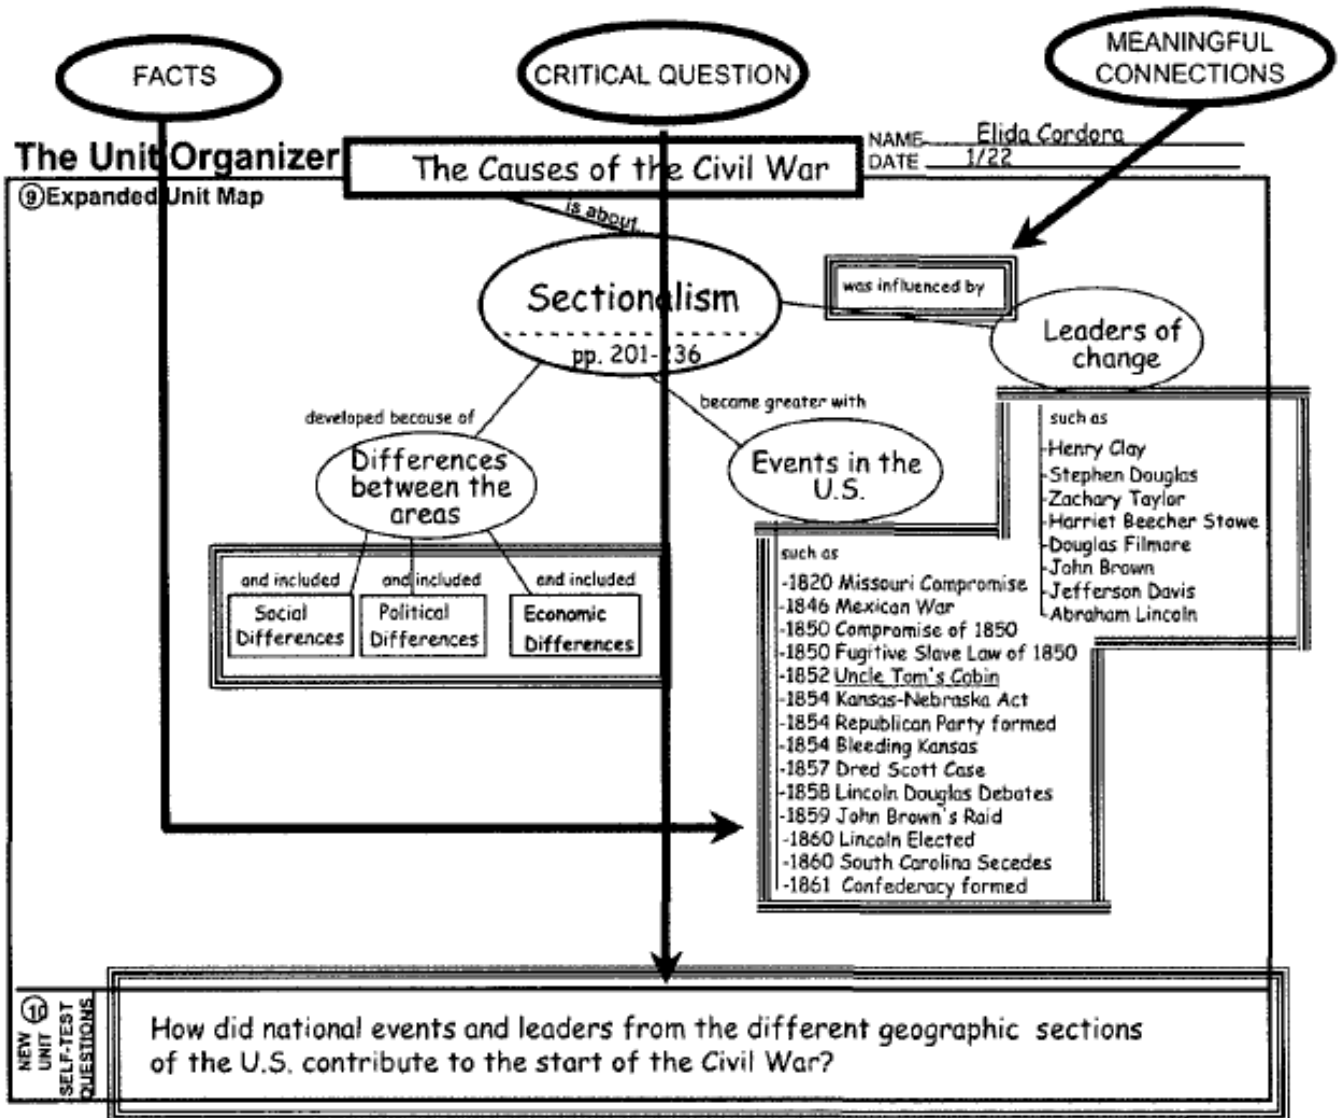 FACTS
CRITICAL QUESTION
MEANINGFUL
CONNECTIONS
The Unit Organizer
The Causes of the Civil War
NAME Elida Cordora
DATE 1/22
9 Expanded Unit Map
is about
Sectionalism
pp. 201-236
was influenced by
Leaders of
change
such as
-Henry Clay
-Stephen Douglas
-Zachary Taylor
-Harriet Beecher Stowe
-Douglas Filmore
-John Brown
-Jefferson Davis
-Abraham Lincoln
developed because of
Differences
between the
areas
and included
Social
Differences
and included
Political
Differences
and included
Economic
Differences
became greater with
Events in the
U.S.
such as
-1820 Missouri Compromise
-1846 Mexican War
-1850 Compromise of 1850
-1850 Fugitive Slave Law of 1850
-1852 Uncle Tom's Cabin
-1854 Kansas-Nebraska Act
-1854 Republican Party formed
-1854 Bleeding Kansas
-1857 Dred Scott Case
-1858 Lincoln Douglas Debates
-1859 John Brown's Raid
-1860 Lincoln Elected
-1860 South Carolina Secedes
-1861 Confederacy formed
10
NEW
UNIT
SELF-TEST
QUESTIONS
How did national events and leaders from the different geographic sections
of the U.S. contribute to the start of the Civil War?